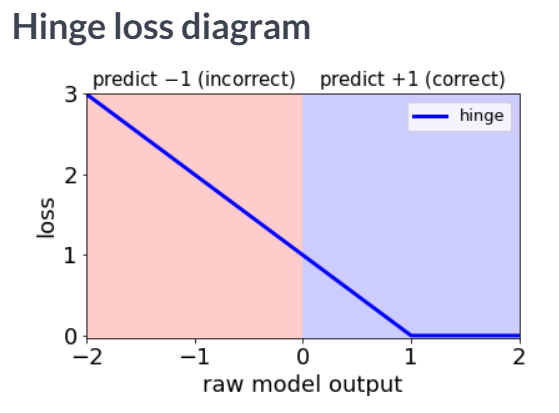 Hinge loss diagram
predict −1 (incorrect) predict +1 (correct)
hinge
3
2
1
0
loss
−2 −1 0 1 2
raw model output